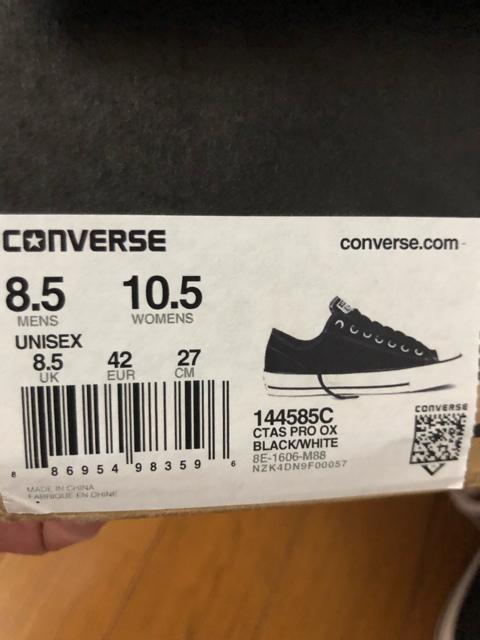 CONVERSE
converse.com
8.5 10.5
MENS WOMENS
UNISEX
8.5 42 27
UK EUR CM
8 86954 98359 6
MADE IN CHINA
FABRIQUE EN CHINE
144585C
CTAS PRO OX
BLACK/WHITE
8E-1606-M88
NZK4DN9F00057
CONVERSE